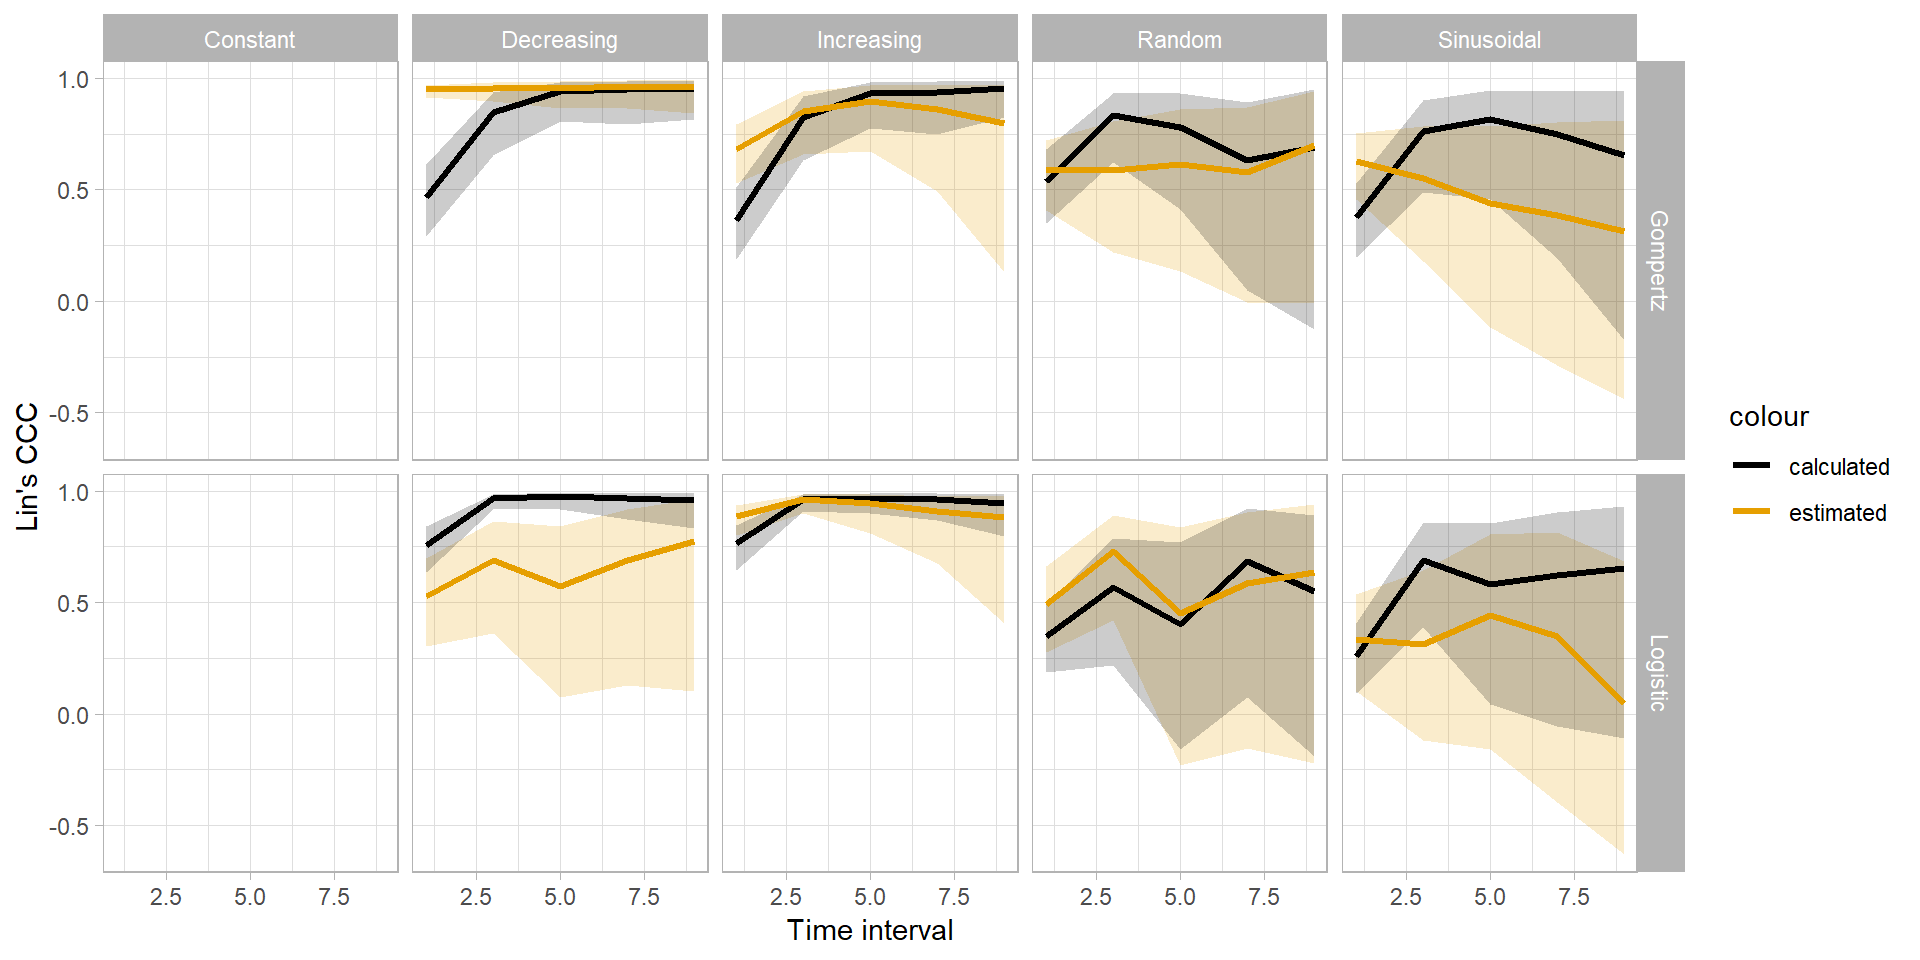 Constant Decreasing Increasing Random Sinusoidal
1.0
0.5
0.0
-0.5
Gompertz
1.0
0.5
0.0
-0.5
Logistic
Lin's CCC
2.5 5.0 7.5 2.5 5.0 7.5 2.5 5.0 7.5 2.5 5.0 7.5 2.5 5.0 7.5
Time interval
colour
calculated
estimated